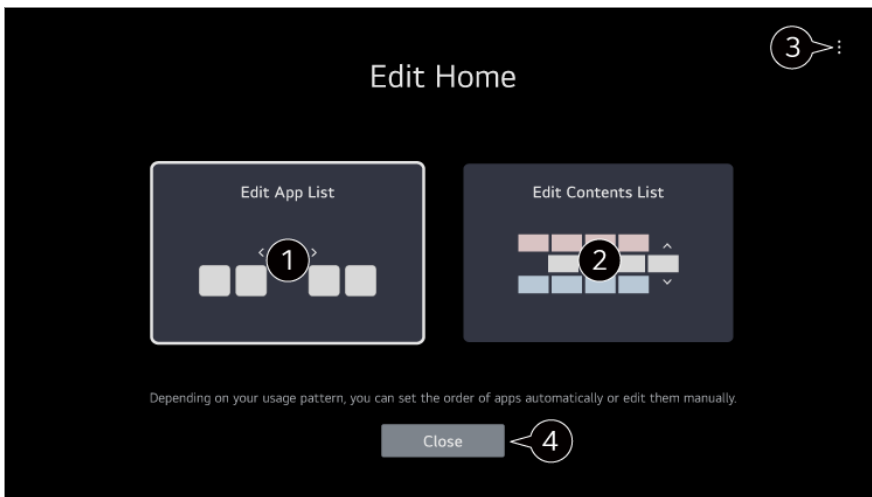 3
Edit Home
Edit App List
Edit Contents List
1
2
Depending on your usage pattern, you can set the order of apps automatically or edit them manually.
Close
4